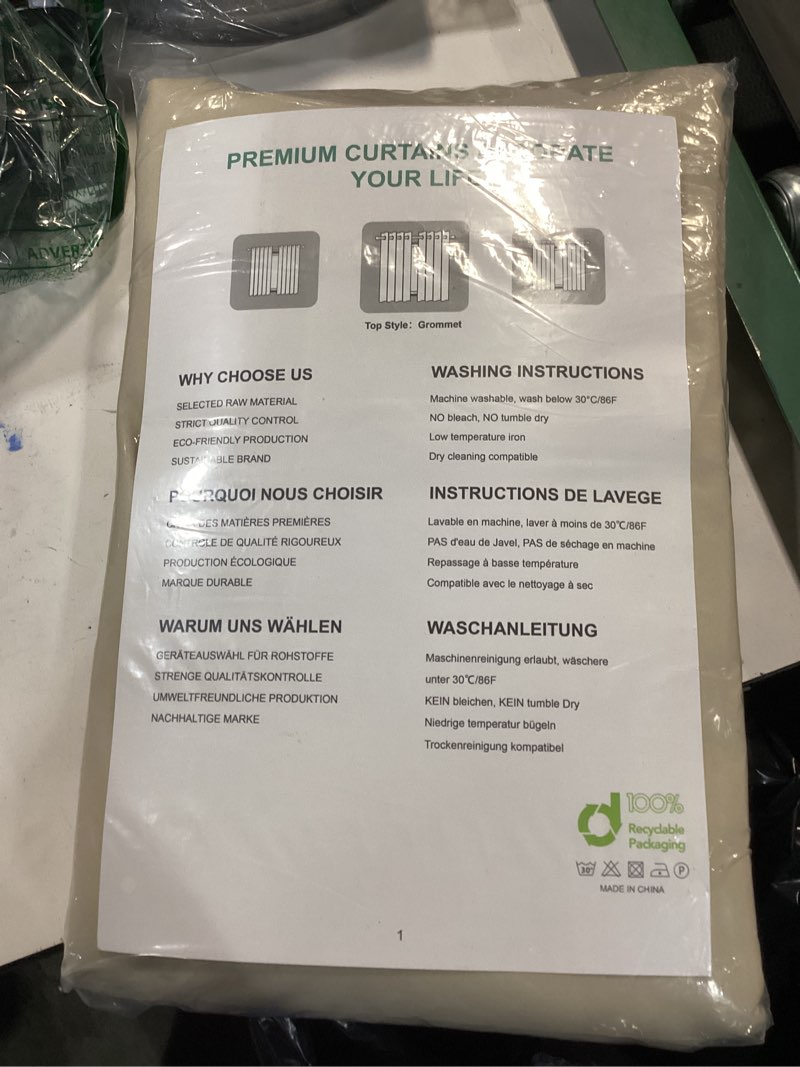 PREMIUM CURTAINS DECORATE
YOUR LIFE
Top Style: Grommet
WHY CHOOSE US
SELECTED RAW MATERIAL
STRICT QUALITY CONTROL
ECO-FRIENDLY PRODUCTION
SUSTAINABLE BRAND
WASHING INSTRUCTIONS
Machine washable, wash below 30°C/86F
NO bleach, NO tumble dry
Low temperature iron
Dry cleaning compatible
POURQUOI NOUS CHOISIR
DES MATIÈRES PREMIÈRES
CONTRÔLE DE QUALITÉ RIGOUREUX
PRODUCTION ÉCOLOGIQUE
MARQUE DURABLE
INSTRUCTIONS DE LAVEGE
Lavable en machine, laver à moins de 30℃/86F
PAS d'eau de Javel, PAS de séchage en machine
Repassage à basse température
Compatible avec le nettoyage à sec
WARUM UNS WÄHLEN
GERÄTEAUSWÄHL FÜR ROHSTOFFE
STRENGE QUALITÄTSKONTROLLE
UMWELTFREUNDLICHE PRODUKTION
NACHHALTIGE MARKE
WASCHANLEITUNG
Maschinenreinigung erlaubt, wäschere
unter 30℃/86F
KEIN bleichen, KEIN tumble Dry
Niedrige temperatur bügeln
Trockenreinigung kompatibel
100%
Recyclable
Packaging
30° P
MADE IN CHINA
1